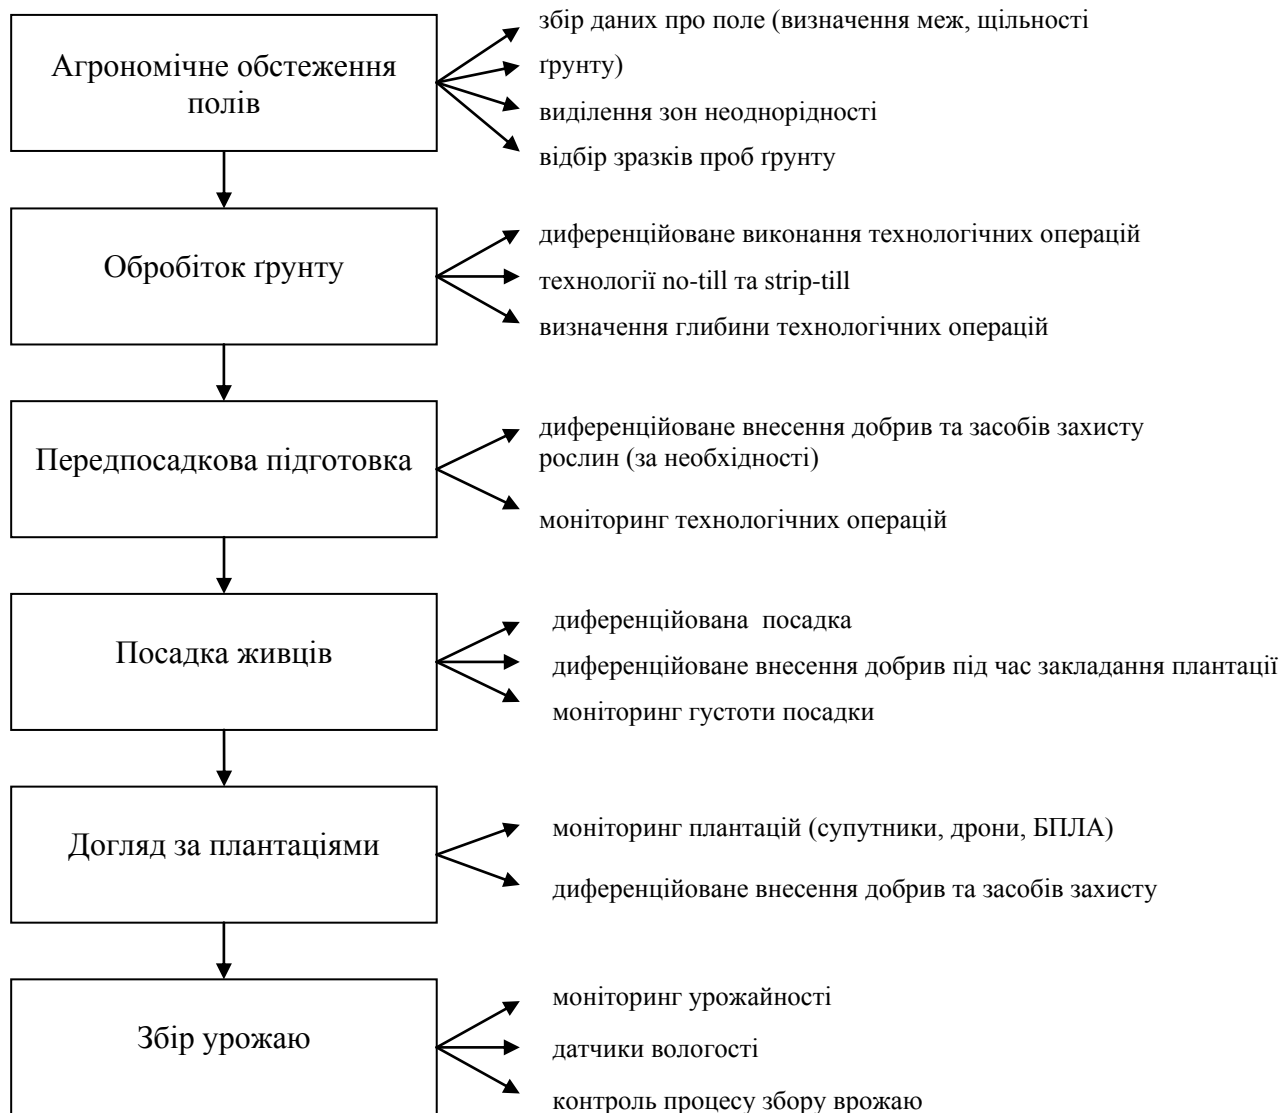 Агрономічне обстеження
полів
збір даних про поле (визначення меж, щільності
ґрунту)
виділення зон неоднорідності
відбір зразків проб ґрунту
Обробіток ґрунту
диференційоване виконання технологічних операцій
технології no-till та strip-till
визначення глибини технологічних операцій
Передпосадкова підготовка
диференційоване внесення добрив та засобів захисту
рослин (за необхідності)
моніторинг технологічних операцій
Посадка живців
диференційована посадка
диференційоване внесення добрив під час закладання плантації
моніторинг густоти посадки
Догляд за плантаціями
моніторинг плантацій (супутники, дрони, БПЛА)
диференційоване внесення добрив та засобів захисту
Збір урожаю
моніторинг урожайності
датчики вологості
контроль процесу збору врожаю